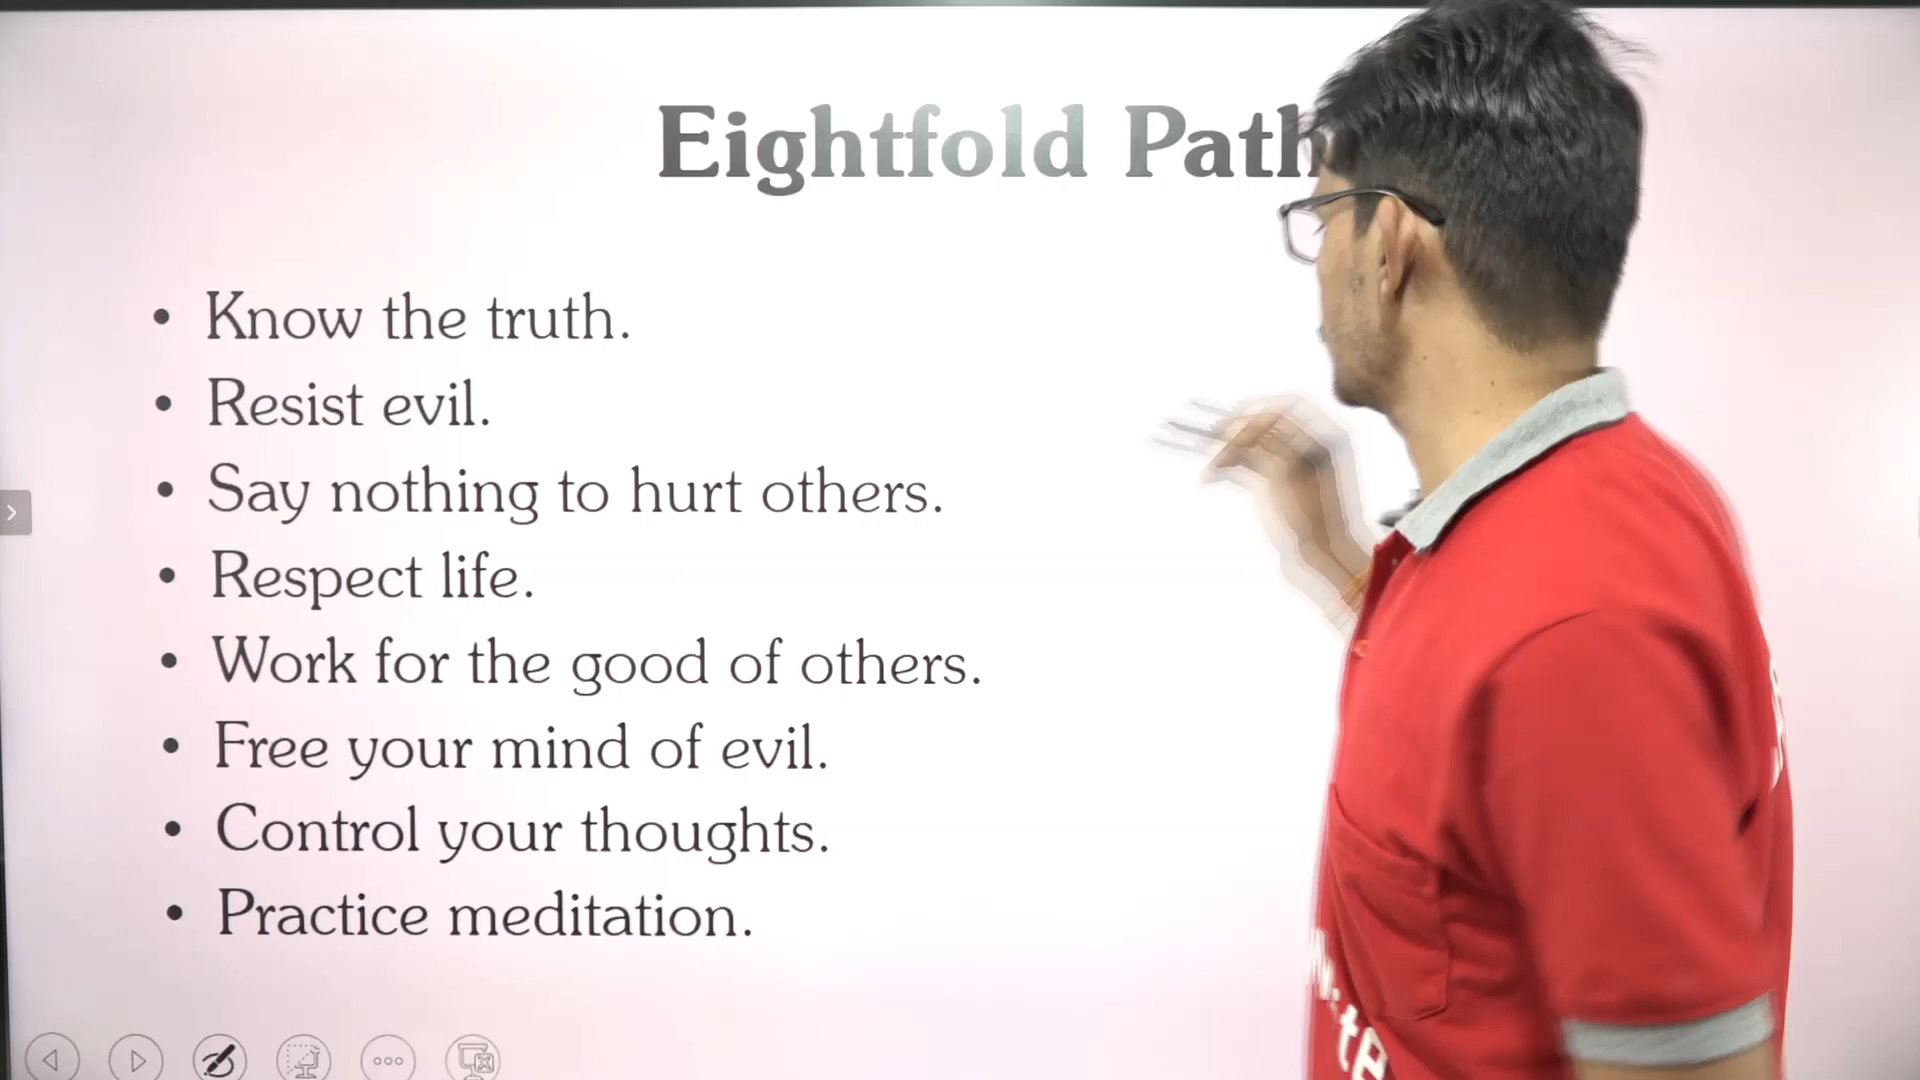 Eightfold Path
• Know the truth.
• Resist evil.
• Say nothing to hurt others.
• Respect life.
• Work for the good of others.
• Free your mind of evil.
• Control your thoughts.
• Practice meditation.